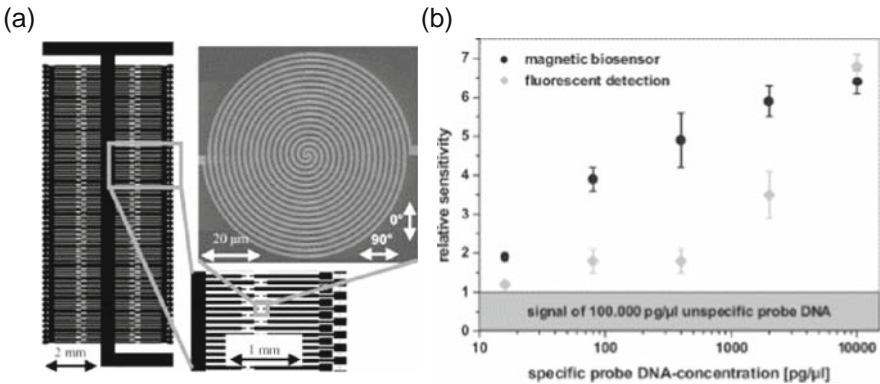 (a)
20 µm
0°
90°
2 mm
1 mm
(b)
relative sensitivity
7
6
5
4
3
2
1
0
magnetic biosensor
fluorescent detection
signal of 100.000 pg/µl unspecific probe DNA
10 100 1000 10000
specific probe DNA-concentration [pg/µl]